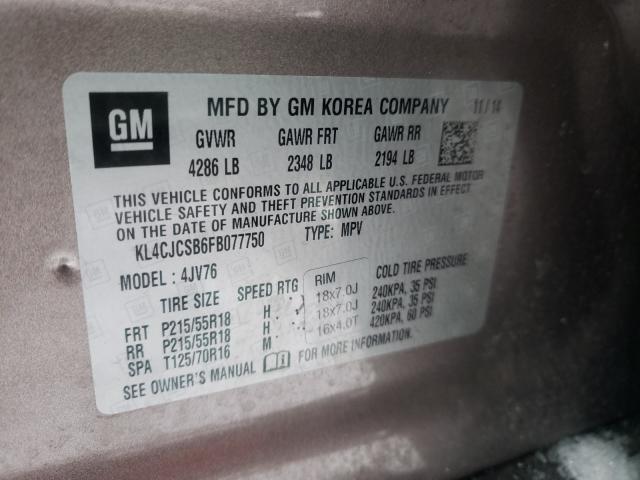 GM MFD BY GM KOREA COMPANY 11/14
GVWR GAWR FRT GAWR RR
4286 LB 2348 LB 2194 LB
THIS VEHICLE CONFORMS TO ALL APPLICABLE U.S. FEDERAL MOTOR
VEHICLE SAFETY AND THEFT PREVENTION STANDARDS IN EFFECT
ON THE DATE OF MANUFACTURE SHOWN ABOVE.
KL4CJCSB6FB077750 TYPE: MPV
MODEL : 4JV76
TIRE SIZE SPEED RTG RIM COLD TIRE PRESSURE
FRT P215/55R18 H 18x7.0J 240KPA, 35 PSI
RR P215/55R18 H 18x7.0J 240KPA, 35 PSI
SPA T125/70R16 M 16x4.0T 420KPA, 60 PSI
SEE OWNER'S MANUAL FOR MORE INFORMATION.